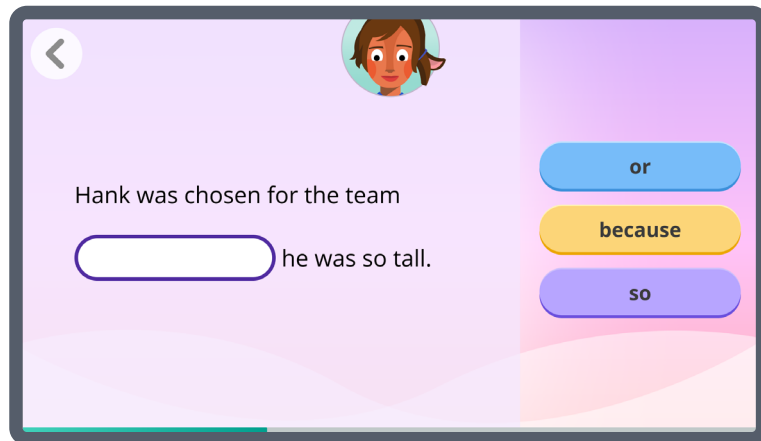 Hank was chosen for the team
he was so tall.
or
because
so